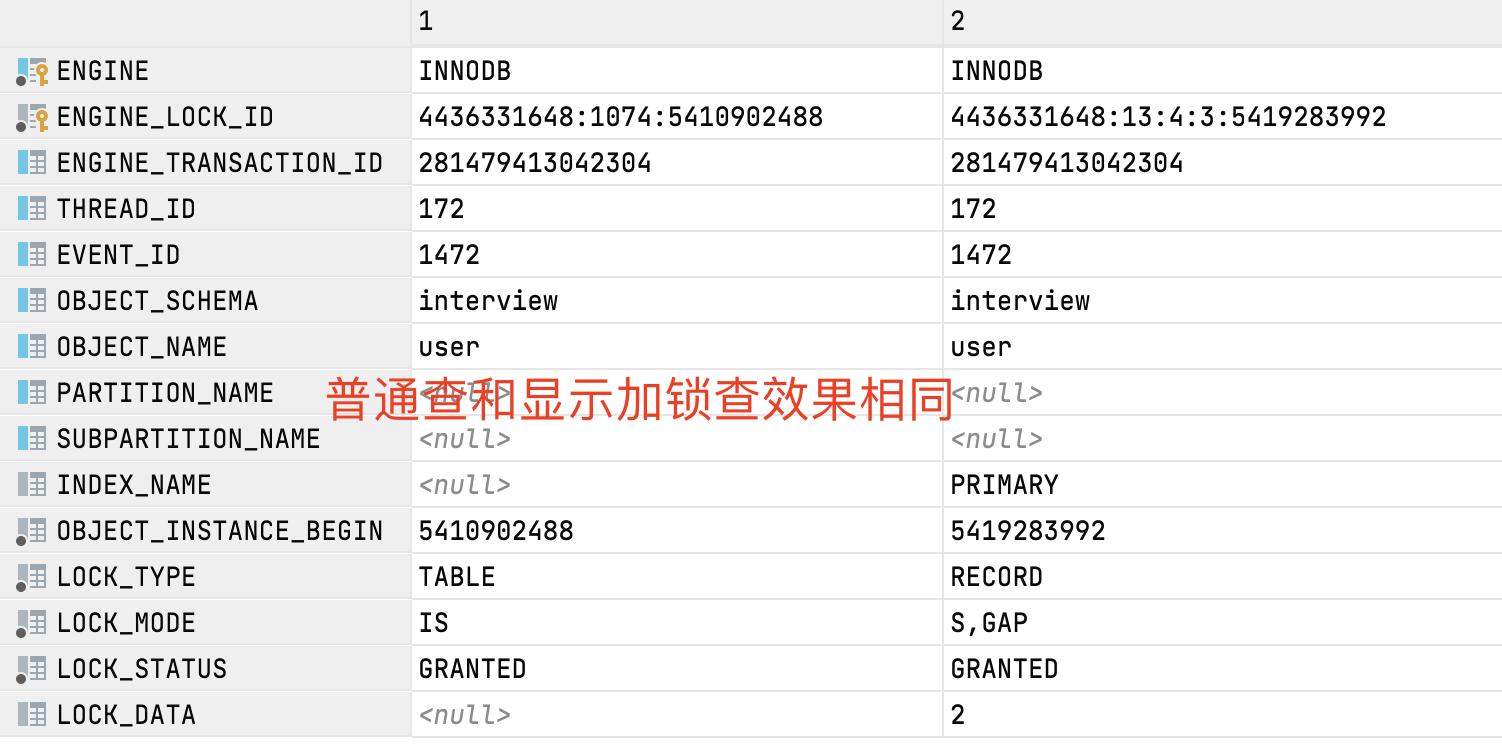 1 2
ENGINE INNODB INNODB
ENGINE_LOCK_ID 4436331648:1074:5410902488 4436331648:13:4:3:5419283992
ENGINE_TRANSACTION_ID 281479413042304 281479413042304
THREAD_ID 172 172
EVENT_ID 1472 1472
OBJECT_SCHEMA interview interview
OBJECT_NAME user user
PARTITION_NAME <null> <null>
普通查和显示加锁查效果相同
SUBPARTITION_NAME <null> <null>
INDEX_NAME <null> PRIMARY
OBJECT_INSTANCE_BEGIN 5410902488 5419283992
LOCK_TYPE TABLE RECORD
LOCK_MODE IS S,GAP
LOCK_STATUS GRANTED GRANTED
LOCK_DATA <null> 2